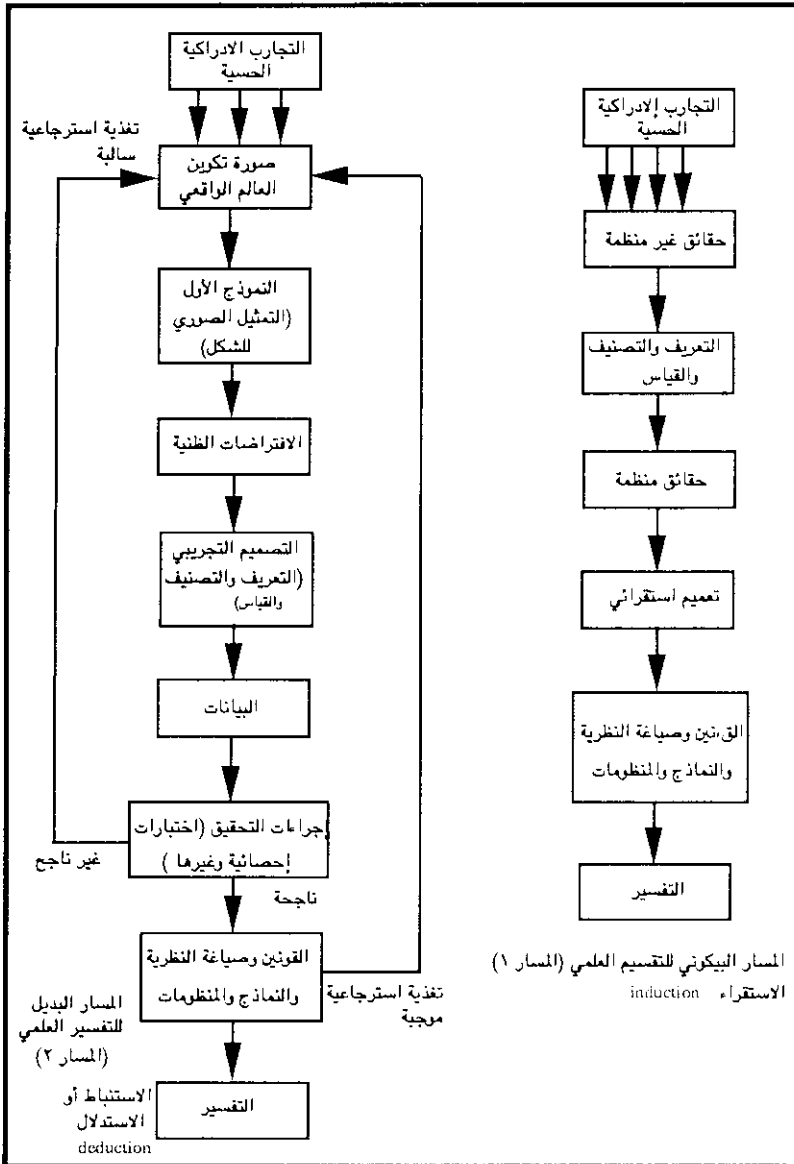 التجارب الادراكية
الحسية
تغذية استرجاعية
سالبة
صورة تكوين
العالم الواقعي
النموذج الأول
(التمثيل الصوري
للشكل)
الافتراضات الظنية
التصميم التجريبي
(التعريف والتصنيف
والقياس)
البيانات
إجراءات التحقيق (اختبارات
إحصائية وغيرها )
غير ناجح
ناجحة
القونين وصياغة النظرية
والنماذج والمنظومات
تغذية استرجاعية
موجبة
المسار البديل
للتفسير العلمي
(المسار ٢)
التفسير
الاستنباط أو
الاستدلال
deduction
التجارب الإدراكية
الحسية
حقائق غير منظمة
التعريف والتصنيف
والقياس
حقائق منظمة
تعميم استقرائي
القونين وصياغة النظرية
والنماذج والمنظومات
التفسير
المسار البيكوني للتقسيم العلمي (المسار ١)
الاستقراء induction